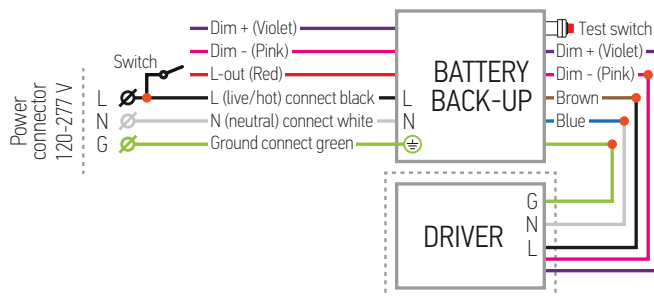 Dim + (Violet)
Test switch
Dim - (Pink)
Dim + (Violet)
Switch
L-out (Red)
BATTERY
BACK-UP
Dim - (Pink)
Power
connector
120-277 V
L
L (live/hot) connect black
L
Brown
N
N (neutral) connect white
N
Blue
G
Ground connect green
DRIVER
G
N
L